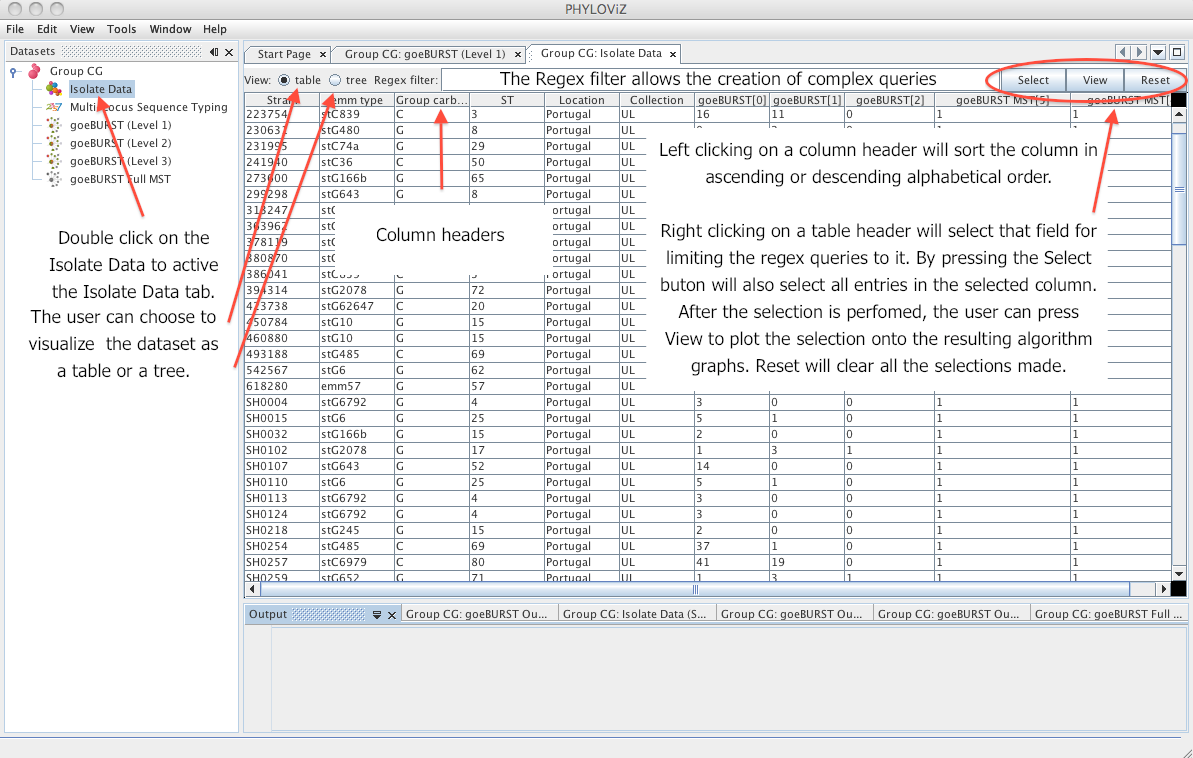 PHYLOViZ
File Edit View Tools Window Help
Datasets
Group CG
Isolate Data
goeBURST (Level 1)
goeBURST (Level 2)
goeBURST (Level 3)
goeBURST Full MST
Double click on the
Isolate Data to active
the Isolate Data tab.
The user can choose to
visualize the dataset as
a table or a tree.
Start Page Group CG: goeBURST (Level 1) Group CG: Isolate Data
View: table tree Regex filter: The Regex filter allows the creation of complex queries Select View Reset
Strain emm type Group carb... ST Location Collection goeBURST[0] goeBURST[1] goeBURST[2] goeBURST MST[5] goeBURST MST[
223754 stC839 C 3 Portugal UL 16 11 0 1 1
230631 stG480 G 8 Portugal UL
231995 stC74a G 29 Portugal UL
241940 stC36 C 50 Portugal UL
273600 stG166b G 65 Portugal UL
299298 stG643 G 8 Portugal UL
313247 UL
363962 UL
378119 UL
380870 UL
386041 UL
394314 stG2078 G 72 Portugal UL
423738 stG62647 C 20 Portugal UL
450784 stG10 G 15 Portugal UL
460880 stG10 G 15 Portugal UL
493188 stG485 C 69 Portugal UL
542567 stG6 G 62 Portugal UL
618280 emm57 G 57 Portugal UL
SH0004 stG6792 G 4 Portugal UL 3 0 0 1 1
SH0015 stG6 G 25 Portugal UL 5 1 0 1 1
SH0032 stG166b G 15 Portugal UL 2 0 0 1 1
SH0102 stG2078 G 17 Portugal UL 1 3 1 1 1
SH0107 stG643 G 52 Portugal UL 14 0 0 1 1
SH0110 stG6 G 25 Portugal UL 5 1 0 1 1
SH0113 stG6792 G 4 Portugal UL 3 0 0 1 1
SH0124 stG6792 G 4 Portugal UL 3 0 0 1 1
SH0218 stG245 G 15 Portugal UL 2 0 0 1 1
SH0254 stG485 C 69 Portugal UL 37 1 0 1 1
SH0257 stC6979 C 80 Portugal UL 41 19 0 1 1
SH0259 stG652 G 71 Portugal UL 1 3 1 1 1
Column headers
Left clicking on a column header will sort the column in
ascending or descending alphabetical order.
Right clicking on a table header will select that field for
limiting the regex queries to it. By pressing the Select
buton will also select all entries in the selected column.
After the selection is perfomed, the user can press
View to plot the selection onto the resulting algorithm
graphs. Reset will clear all the selections made.
Output Group CG: goeBURST Ou... Group CG: Isolate Data (S... Group CG: goeBURST Ou... Group CG: goeBURST Ou... Group CG: goeBURST Full ...